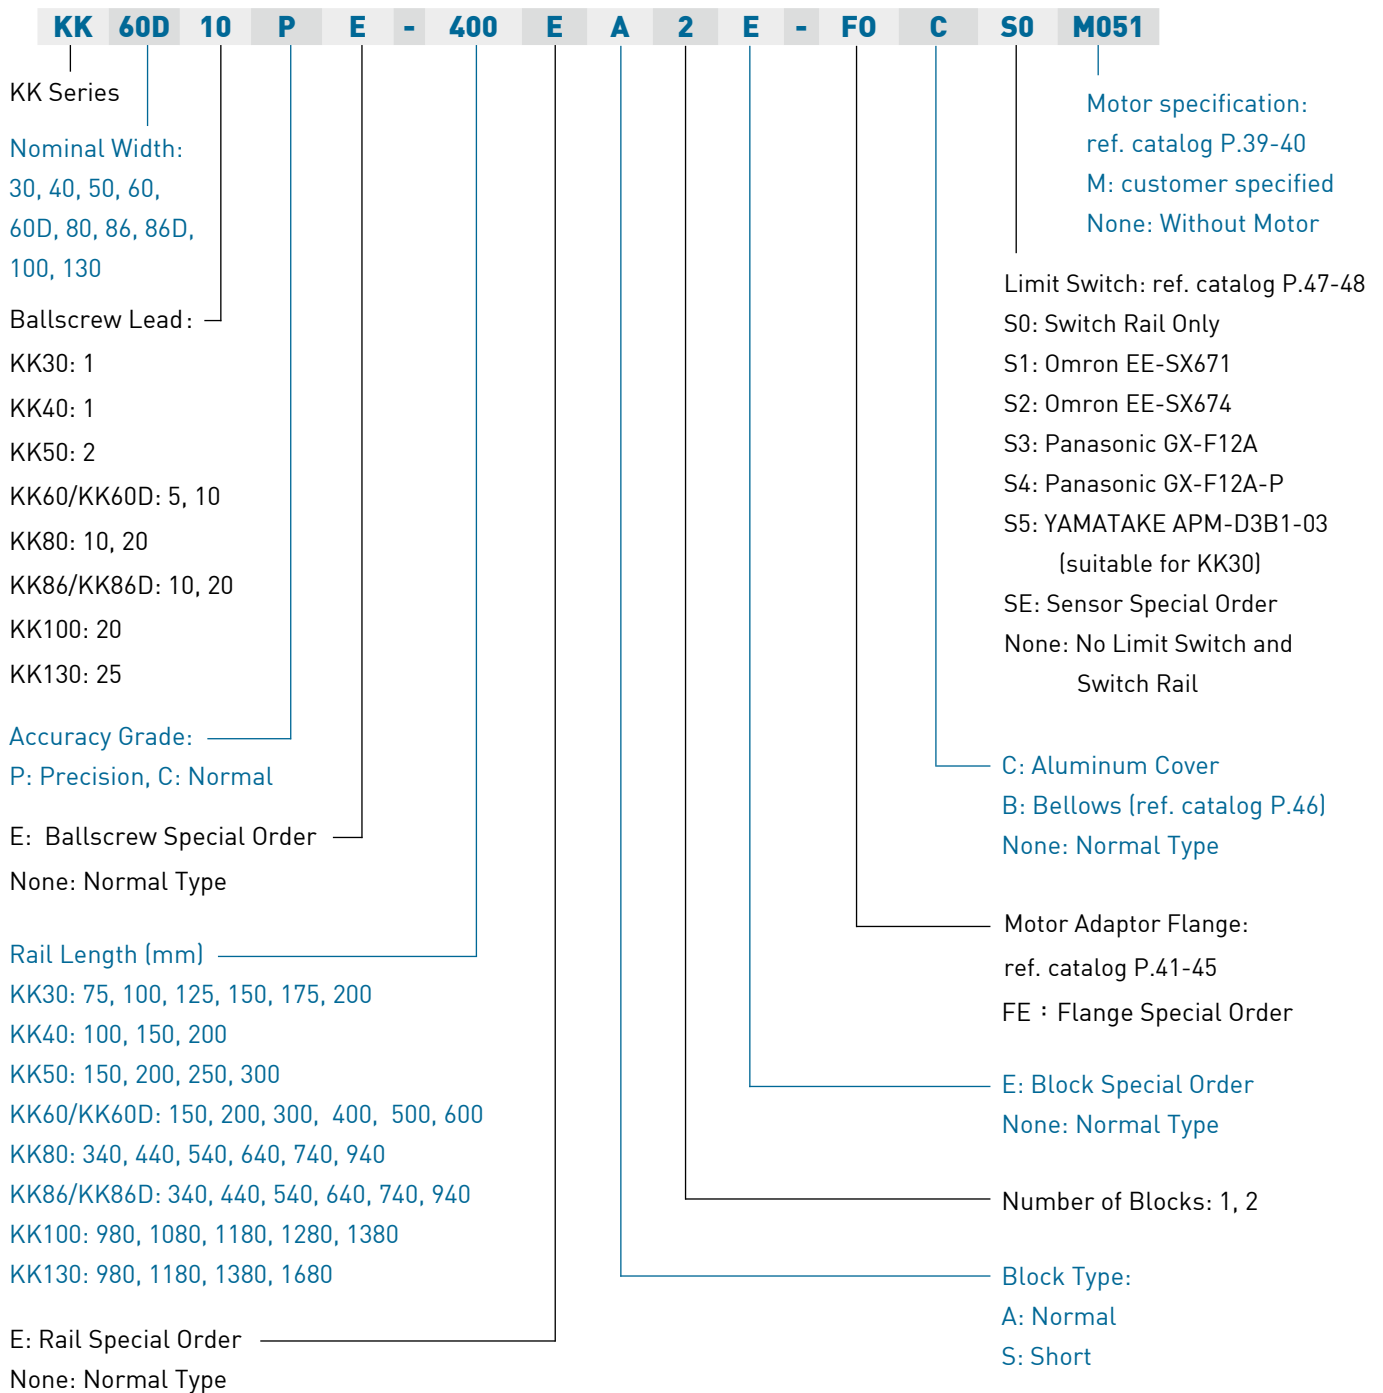 KK 60D 10 P E - 400 E A 2 E - F0 C S0 M051
KK Series
Nominal Width:
30, 40, 50, 60,
60D, 80, 86, 86D,
100, 130
Ballscrew Lead:
KK30: 1
KK40: 1
KK50: 2
KK60/KK60D: 5, 10
KK80: 10, 20
KK86/KK86D: 10, 20
KK100: 20
KK130: 25
Accuracy Grade:
P: Precision, C: Normal
E: Ballscrew Special Order
None: Normal Type
Rail Length (mm)
KK30: 75, 100, 125, 150, 175, 200
KK40: 100, 150, 200
KK50: 150, 200, 250, 300
KK60/KK60D: 150, 200, 300, 400, 500, 600
KK80: 340, 440, 540, 640, 740, 940
KK86/KK86D: 340, 440, 540, 640, 740, 940
KK100: 980, 1080, 1180, 1280, 1380
KK130: 980, 1180, 1380, 1680
E: Rail Special Order
None: Normal Type
Motor specification:
ref. catalog P.39-40
M: customer specified
None: Without Motor
Limit Switch: ref. catalog P.47-48
S0: Switch Rail Only
S1: Omron EE-SX671
S2: Omron EE-SX674
S3: Panasonic GX-F12A
S4: Panasonic GX-F12A-P
S5: YAMATAKE APM-D3B1-03
(suitable for KK30)
SE: Sensor Special Order
None: No Limit Switch and
Switch Rail
C: Aluminum Cover
B: Bellows (ref. catalog P.46)
None: Normal Type
Motor Adaptor Flange:
ref. catalog P.41-45
FE：Flange Special Order
E: Block Special Order
None: Normal Type
Number of Blocks: 1, 2
Block Type:
A: Normal
S: Short